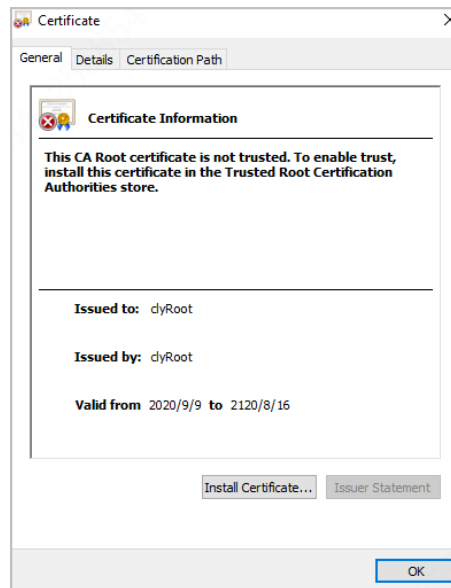 Certificate
General Details Certification Path
Certificate Information
This CA Root certificate is not trusted. To enable trust,
install this certificate in the Trusted Root Certification
Authorities store.
Issued to: clyRoot
Issued by: clyRoot
Valid from 2020/9/9 to 2120/8/16
Install Certificate... Issuer Statement
OK